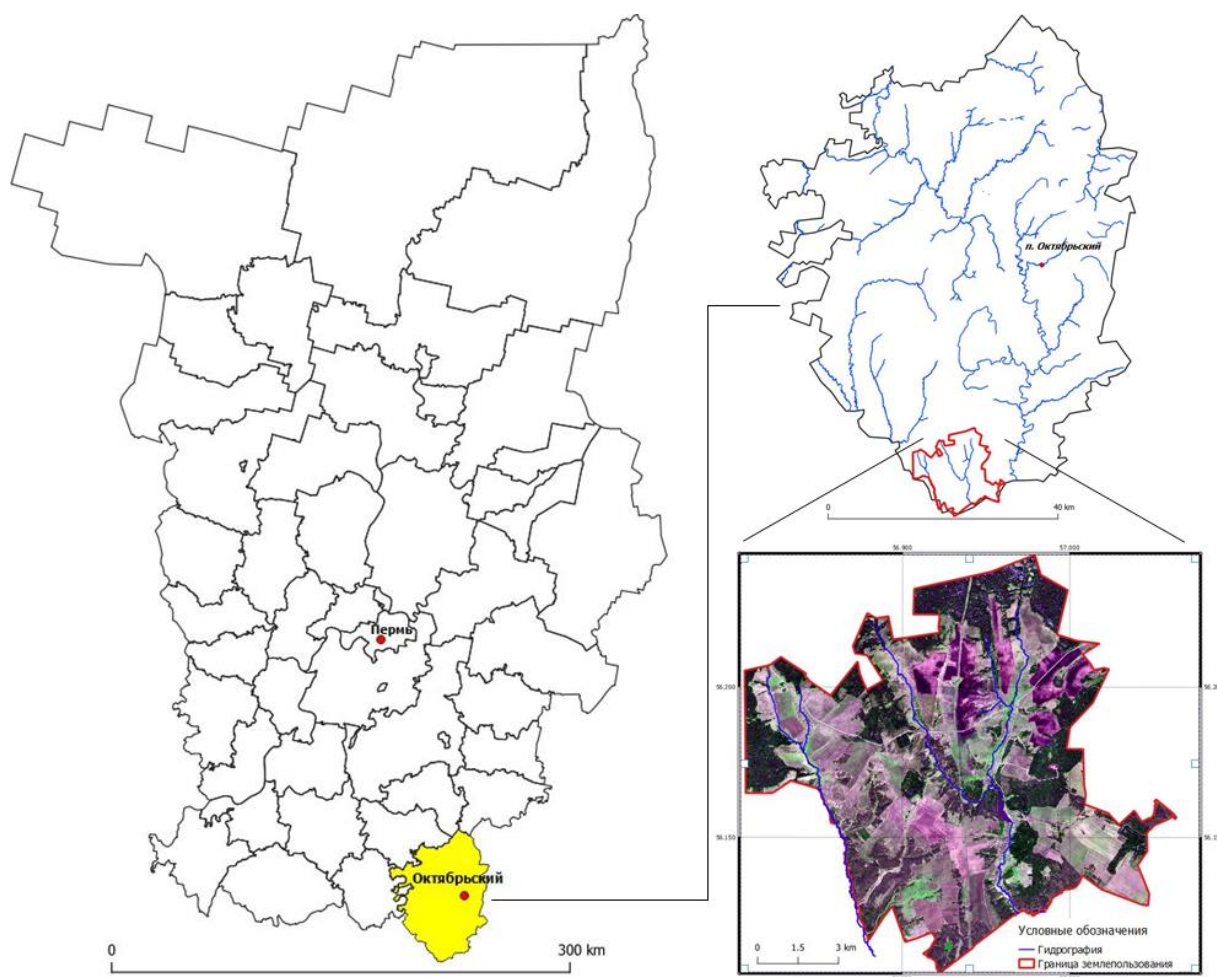 Пермь
Октябрьский
0 300 km
п. Октябрьский
0 40 km
56.900 57.000
56.200
56.150
Условные обозначения
Гидрография
Граница землепользования
0 1.5 3 km